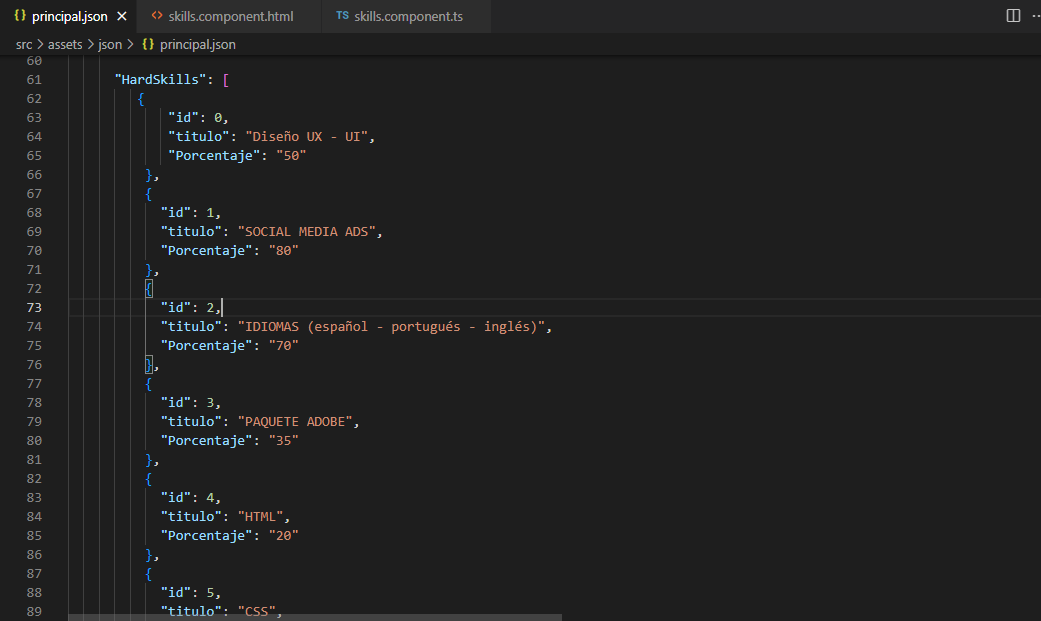 {} principal.json × <> skills.component.html TS skills.component.ts
src > assets > json > {} principal.json
60
61 "HardSkills": [
62 {
63 "id": 0,
64 "titulo": "Diseño UX - UI",
65 "Porcentaje": "50"
66 },
67 {
68 "id": 1,
69 "titulo": "SOCIAL MEDIA ADS",
70 "Porcentaje": "80"
71 },
72 {
73 "id": 2,
74 "titulo": "IDIOMAS (español - portugués - inglés)",
75 "Porcentaje": "70"
76 },
77 {
78 "id": 3,
79 "titulo": "PAQUETE ADOBE",
80 "Porcentaje": "35"
81 },
82 {
83 "id": 4,
84 "titulo": "HTML",
85 "Porcentaje": "20"
86 },
87 {
88 "id": 5,
89 "titulo": "CSS",